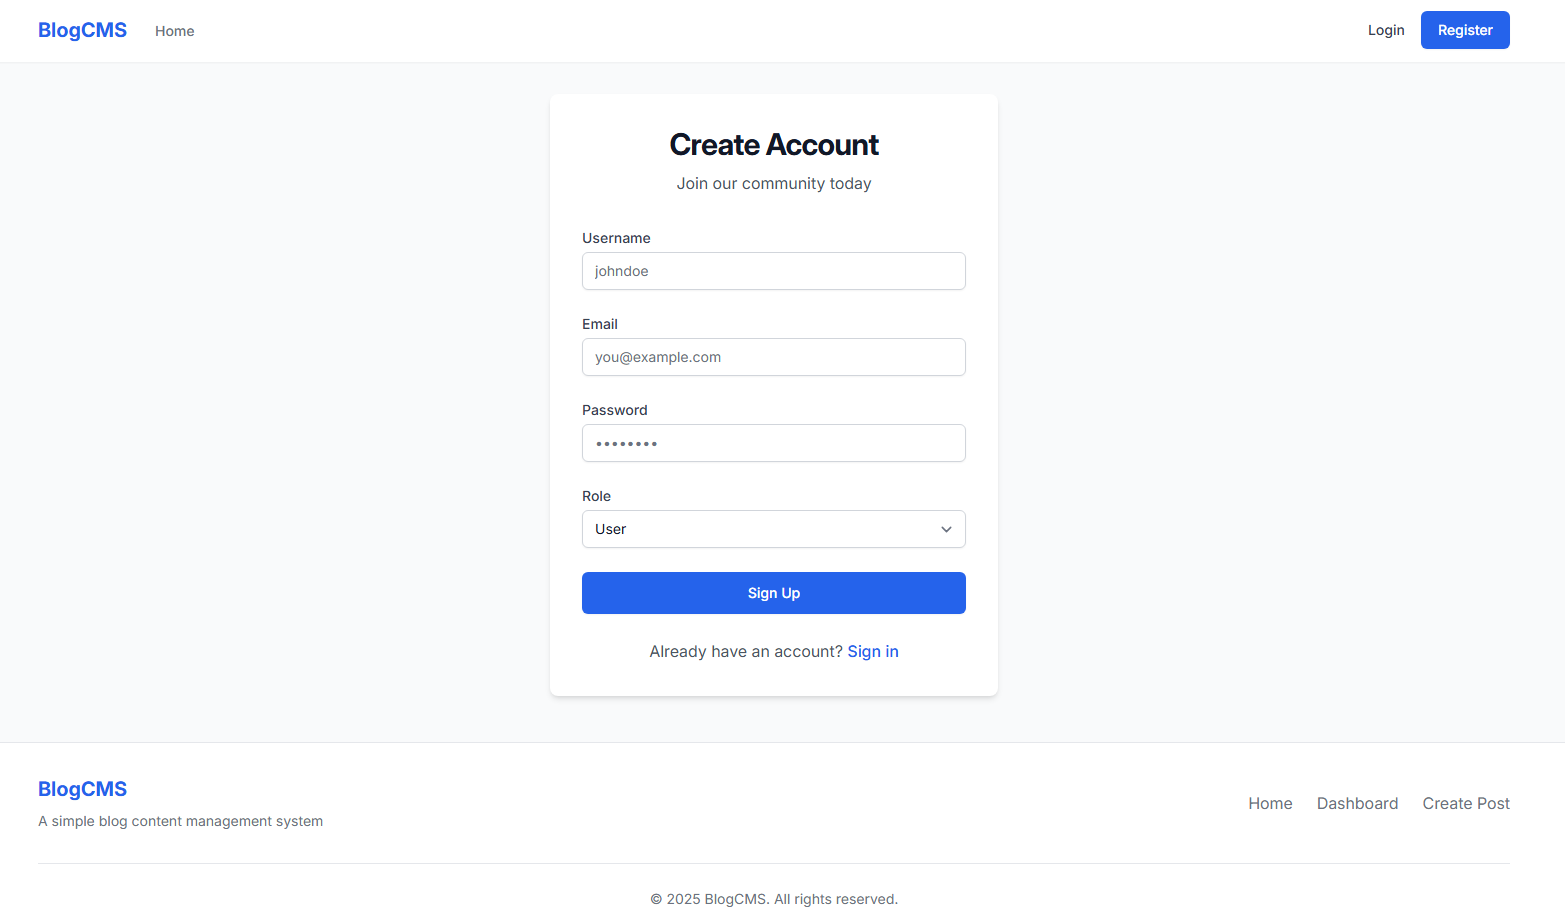 BlogCMS Home Login Register
Create Account
Join our community today
Username
johndoe
Email
you@example.com
Password
••••••••
Role
User
Sign Up
Already have an account? Sign in
BlogCMS
A simple blog content management system
Home Dashboard Create Post
© 2025 BlogCMS. All rights reserved.